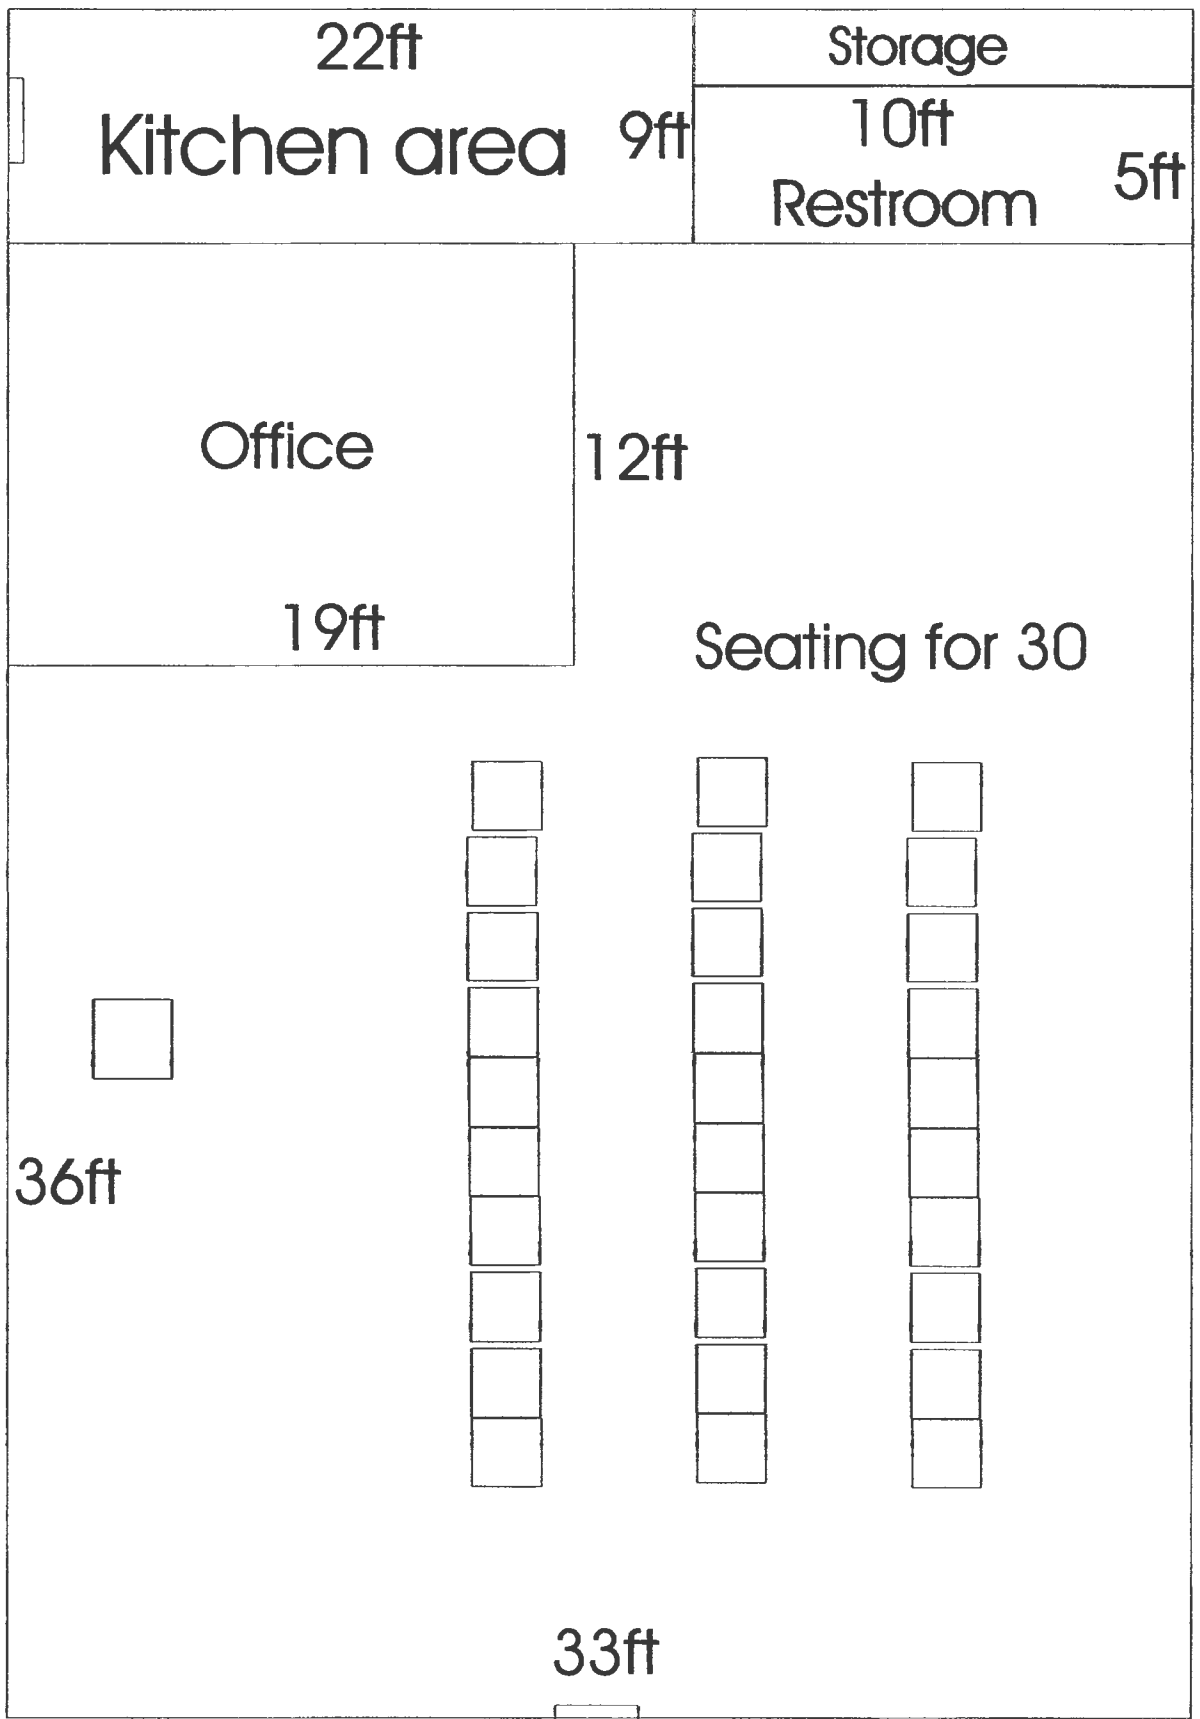 22ft
Storage
Kitchen area
9ft
10ft
5ft
Restroom
Office
12ft
19ft
Seating for 30
36ft
33ft